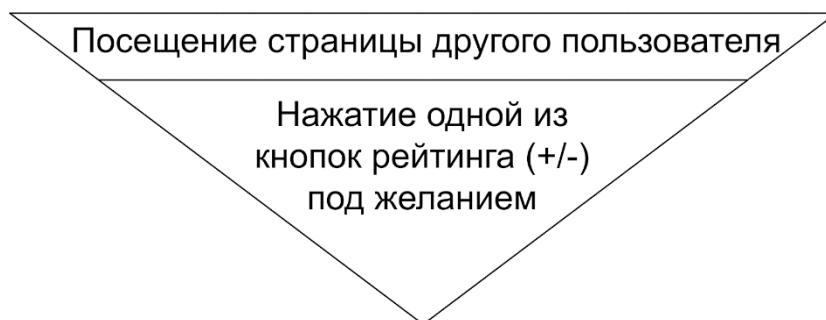 Посещение страницы другого пользователя
Нажатие одной из
кнопок рейтинга (+/-)
под желанием